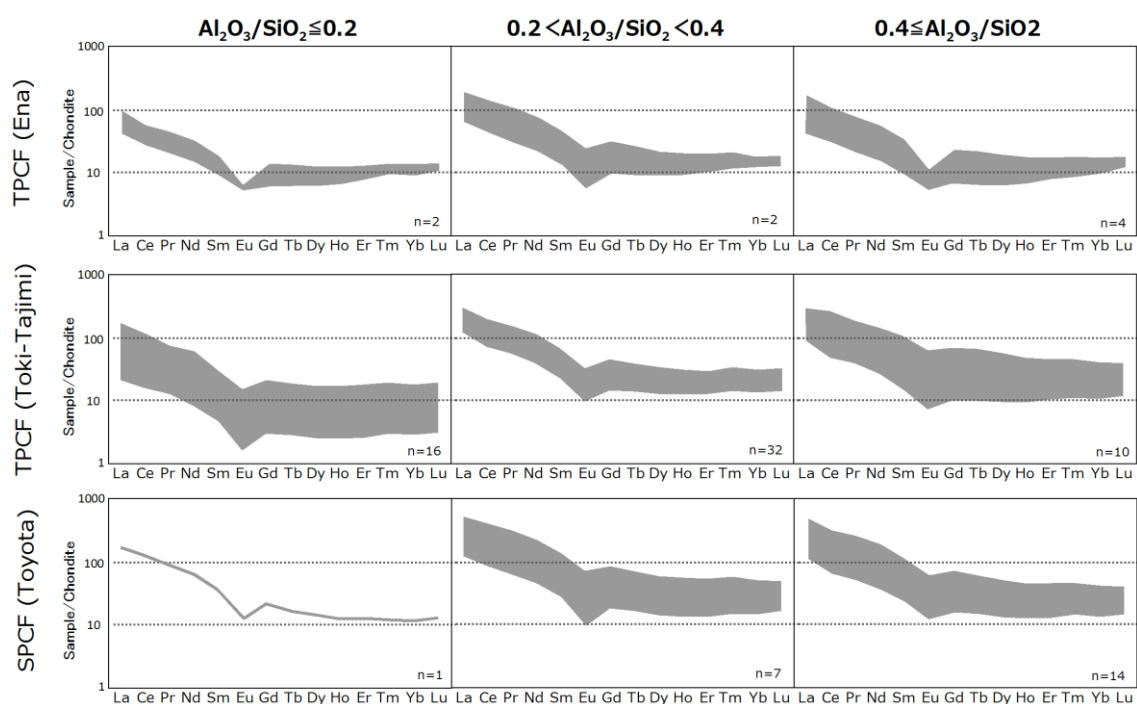 Al₂O₃/SiO₂≦0.2 0.2<Al₂O₃/SiO₂<0.4 0.4≦Al₂O₃/SiO2
TPCF (Ena)
Sample/Chondite
1000
100
10
1
n=2 n=2 n=4
La Ce Pr Nd Sm Eu Gd Tb Dy Ho Er Tm Yb Lu La Ce Pr Nd Sm Eu Gd Tb Dy Ho Er Tm Yb Lu La Ce Pr Nd Sm Eu Gd Tb Dy Ho Er Tm Yb Lu
TPCF (Toki-Tajimi)
Sample/Chondite
1000
100
10
1
n=16 n=32 n=10
La Ce Pr Nd Sm Eu Gd Tb Dy Ho Er Tm Yb Lu La Ce Pr Nd Sm Eu Gd Tb Dy Ho Er Tm Yb Lu La Ce Pr Nd Sm Eu Gd Tb Dy Ho Er Tm Yb Lu
SPCF (Toyota)
Sample/Chondite
1000
100
10
1
n=1 n=7 n=14
La Ce Pr Nd Sm Eu Gd Tb Dy Ho Er Tm Yb Lu La Ce Pr Nd Sm Eu Gd Tb Dy Ho Er Tm Yb Lu La Ce Pr Nd Sm Eu Gd Tb Dy Ho Er Tm Yb Lu